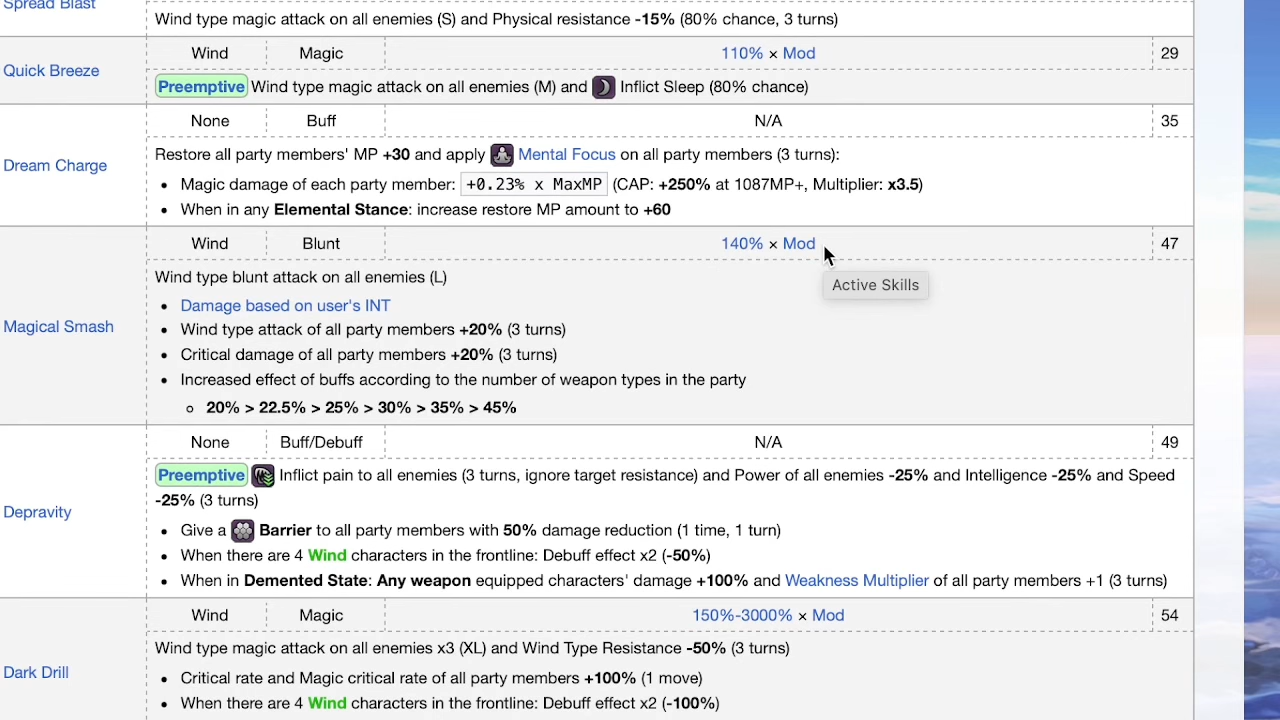 Spread Blast
Wind type magic attack on all enemies (S) and Physical resistance -15% (80% chance, 3 turns)
Quick Breeze
Wind Magic 110% × Mod 29
Preemptive Wind type magic attack on all enemies (M) and Inflict Sleep (80% chance)
Dream Charge
None Buff N/A 35
Restore all party members' MP +30 and apply Mental Focus on all party members (3 turns):
• Magic damage of each party member: +0.23% x MaxMP (CAP: +250% at 1087MP+, Multiplier: x3.5)
• When in any Elemental Stance: increase restore MP amount to +60
Magical Smash
Wind Blunt 140% × Mod 47
Active Skills
Wind type blunt attack on all enemies (L)
• Damage based on user's INT
• Wind type attack of all party members +20% (3 turns)
• Critical damage of all party members +20% (3 turns)
• Increased effect of buffs according to the number of weapon types in the party
20% > 22.5% > 25% > 30% > 35% > 45%
Depravity
None Buff/Debuff N/A 49
Preemptive Inflict pain to all enemies (3 turns, ignore target resistance) and Power of all enemies -25% and Intelligence -25% and Speed
-25% (3 turns)
• Give a Barrier to all party members with 50% damage reduction (1 time, 1 turn)
• When there are 4 Wind characters in the frontline: Debuff effect x2 (-50%)
• When in Demented State: Any weapon equipped characters' damage +100% and Weakness Multiplier of all party members +1 (3 turns)
Dark Drill
Wind Magic 150%-3000% × Mod 54
Wind type magic attack on all enemies x3 (XL) and Wind Type Resistance -50% (3 turns)
• Critical rate and Magic critical rate of all party members +100% (1 move)
• When there are 4 Wind characters in the frontline: Debuff effect x2 (-100%)